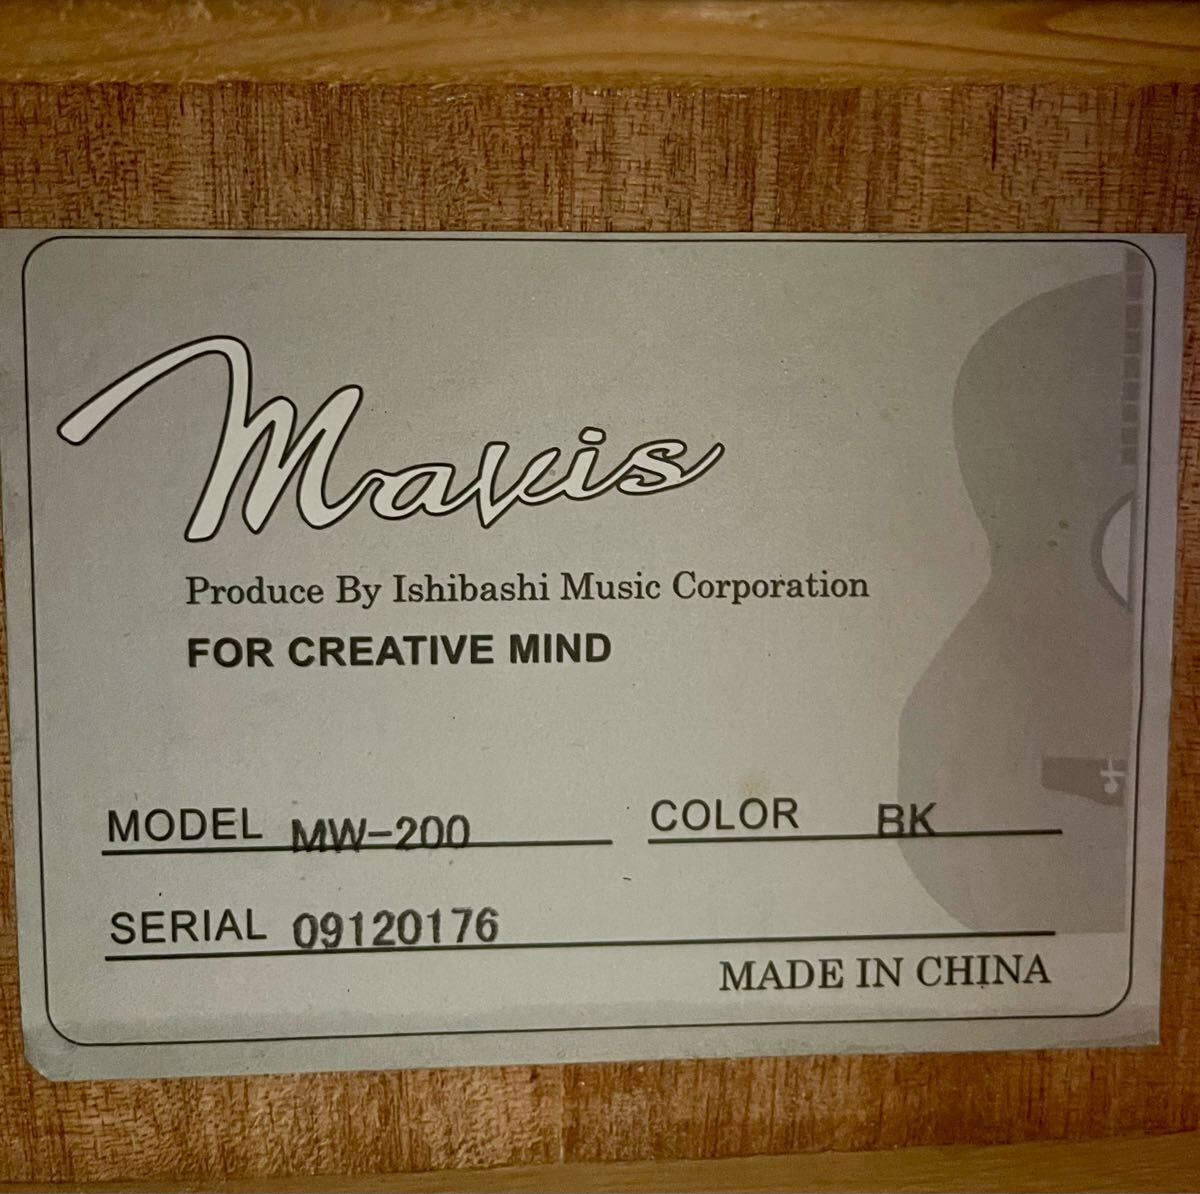 Mavis
Produce By Ishibashi Music Corporation
FOR CREATIVE MIND
MODEL MW-200 COLOR BK
SERIAL 09120176
MADE IN CHINA